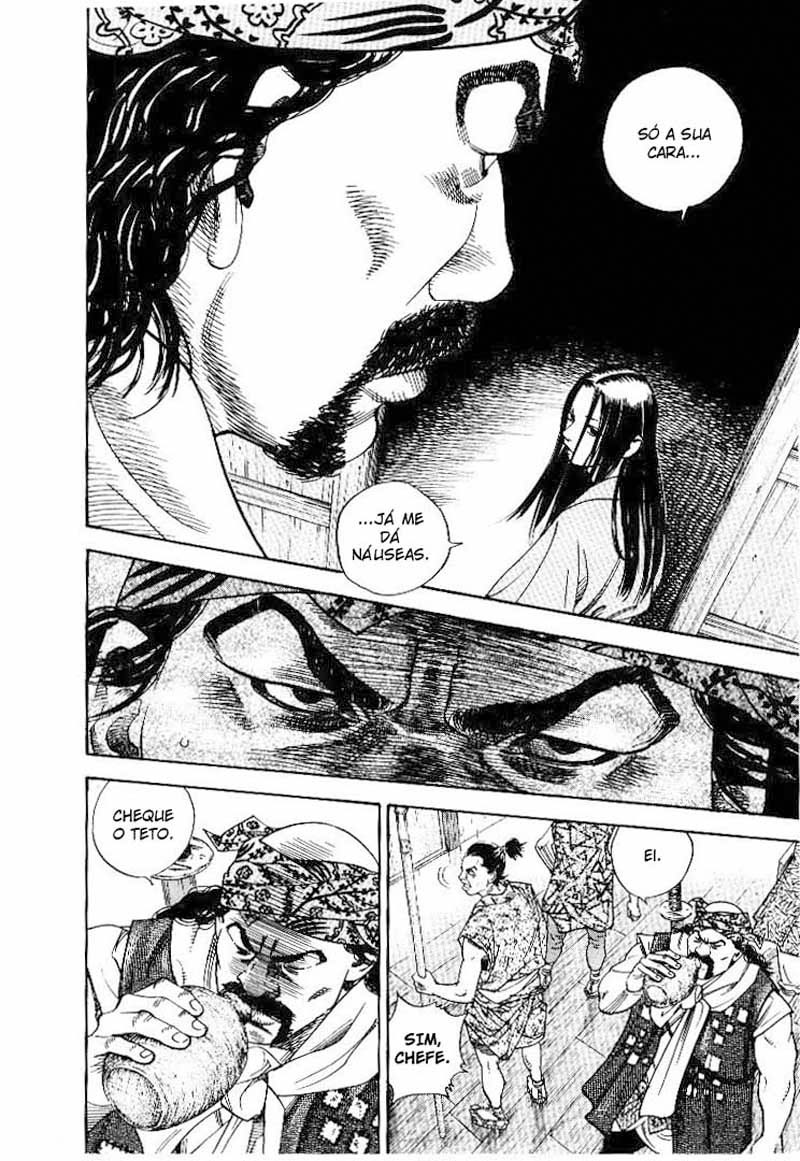 SÓ A SUA
CARA...
...JÁ ME
DÁ
NÁUSEAS.
EI.
SIM,
CHEFE.
CHEQUE
O TETO.